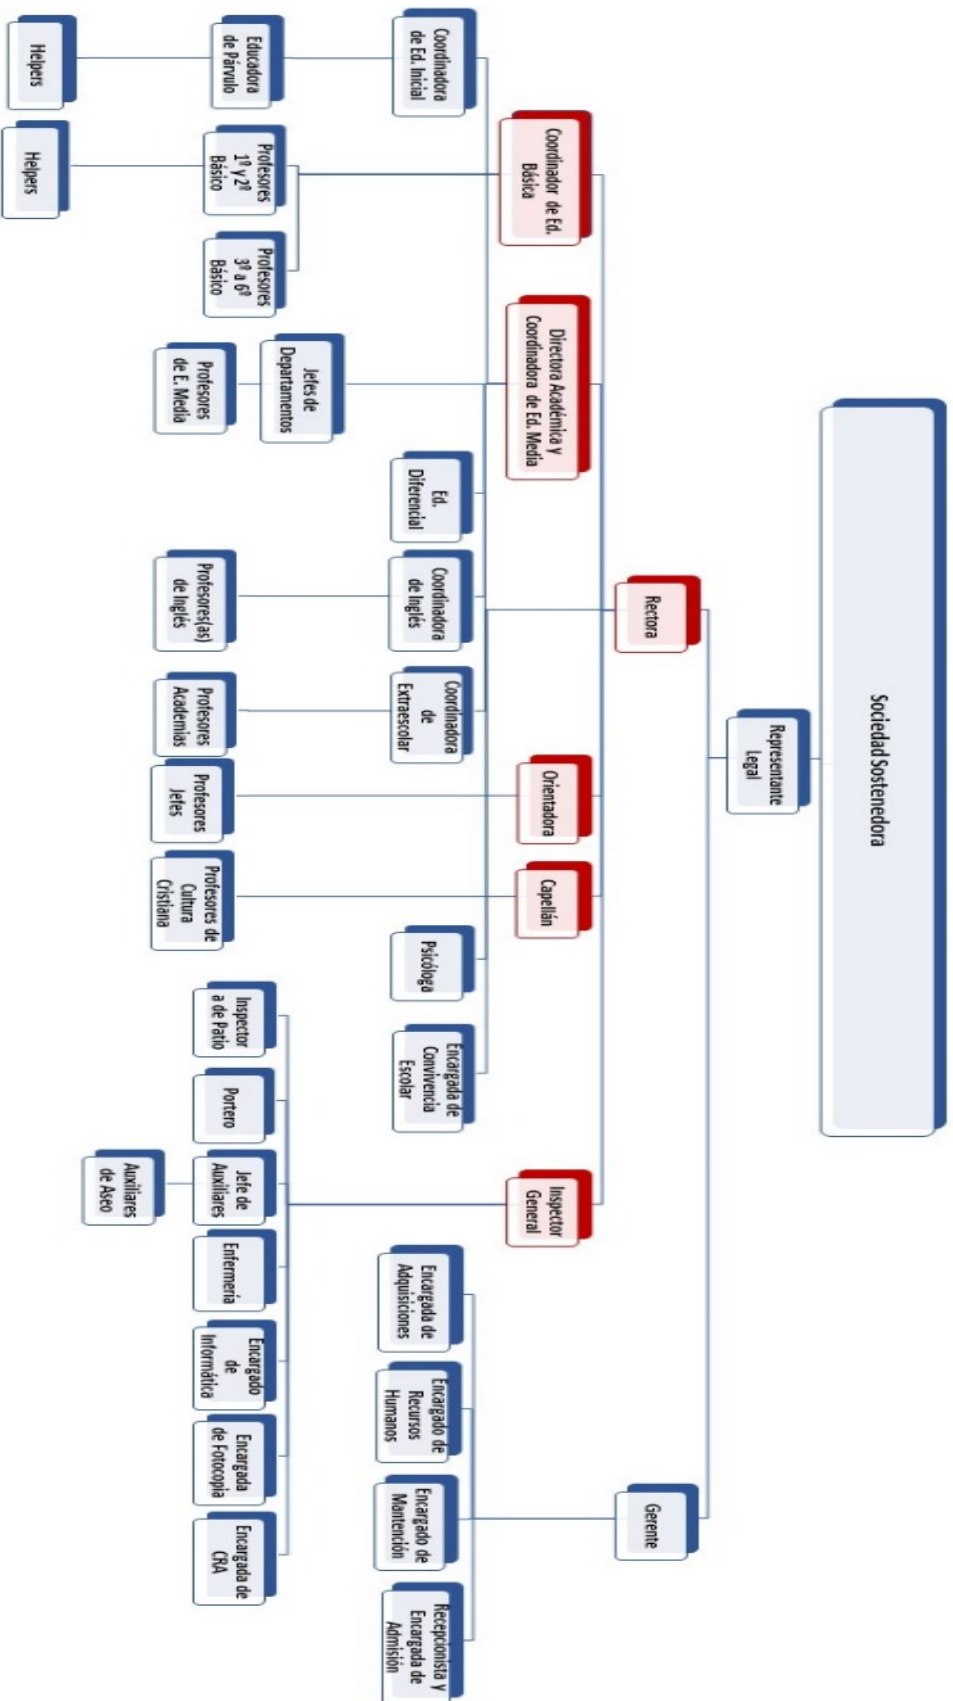 Sociedad Sostenedora
Representante
Legal
Rectora
Gerente
Coordinador de Ed.
Básica
Directora Académica y
Coordinadora de Ed. Media
Orientadora
Capellán
Inspector
General
Coordinadora
de Ed. Inicial
Ed.
Diferencial
Coordinadora
de Inglés
Coordinadora
de
Extraescolar
Psicóloga
Encargada de
Convivencia
Escolar
Encargada de
Adquisiciones
Encargado de
Recursos
Humanos
Encargado de
Mantención
Recepcionista y
Encargada de
Admisión
Educadora
de Párvulo
Profesores
1º y 2º
Básico
Profesores
3º a 6º
Básico
Jefes de
Departamentos
Profesores
de E. Media
Profesores(as)
de Inglés
Profesores
Academias
Profesores
Jefes
Profesores de
Cultura
Cristiana
Inspector
a de Patio
Portero
Jefe de
Auxiliares
Enfermería
Encargado
de
Informática
Encargada
de Fotocopia
Encargada de
CRA
Helpers
Helpers
Auxiliares
de Aseo